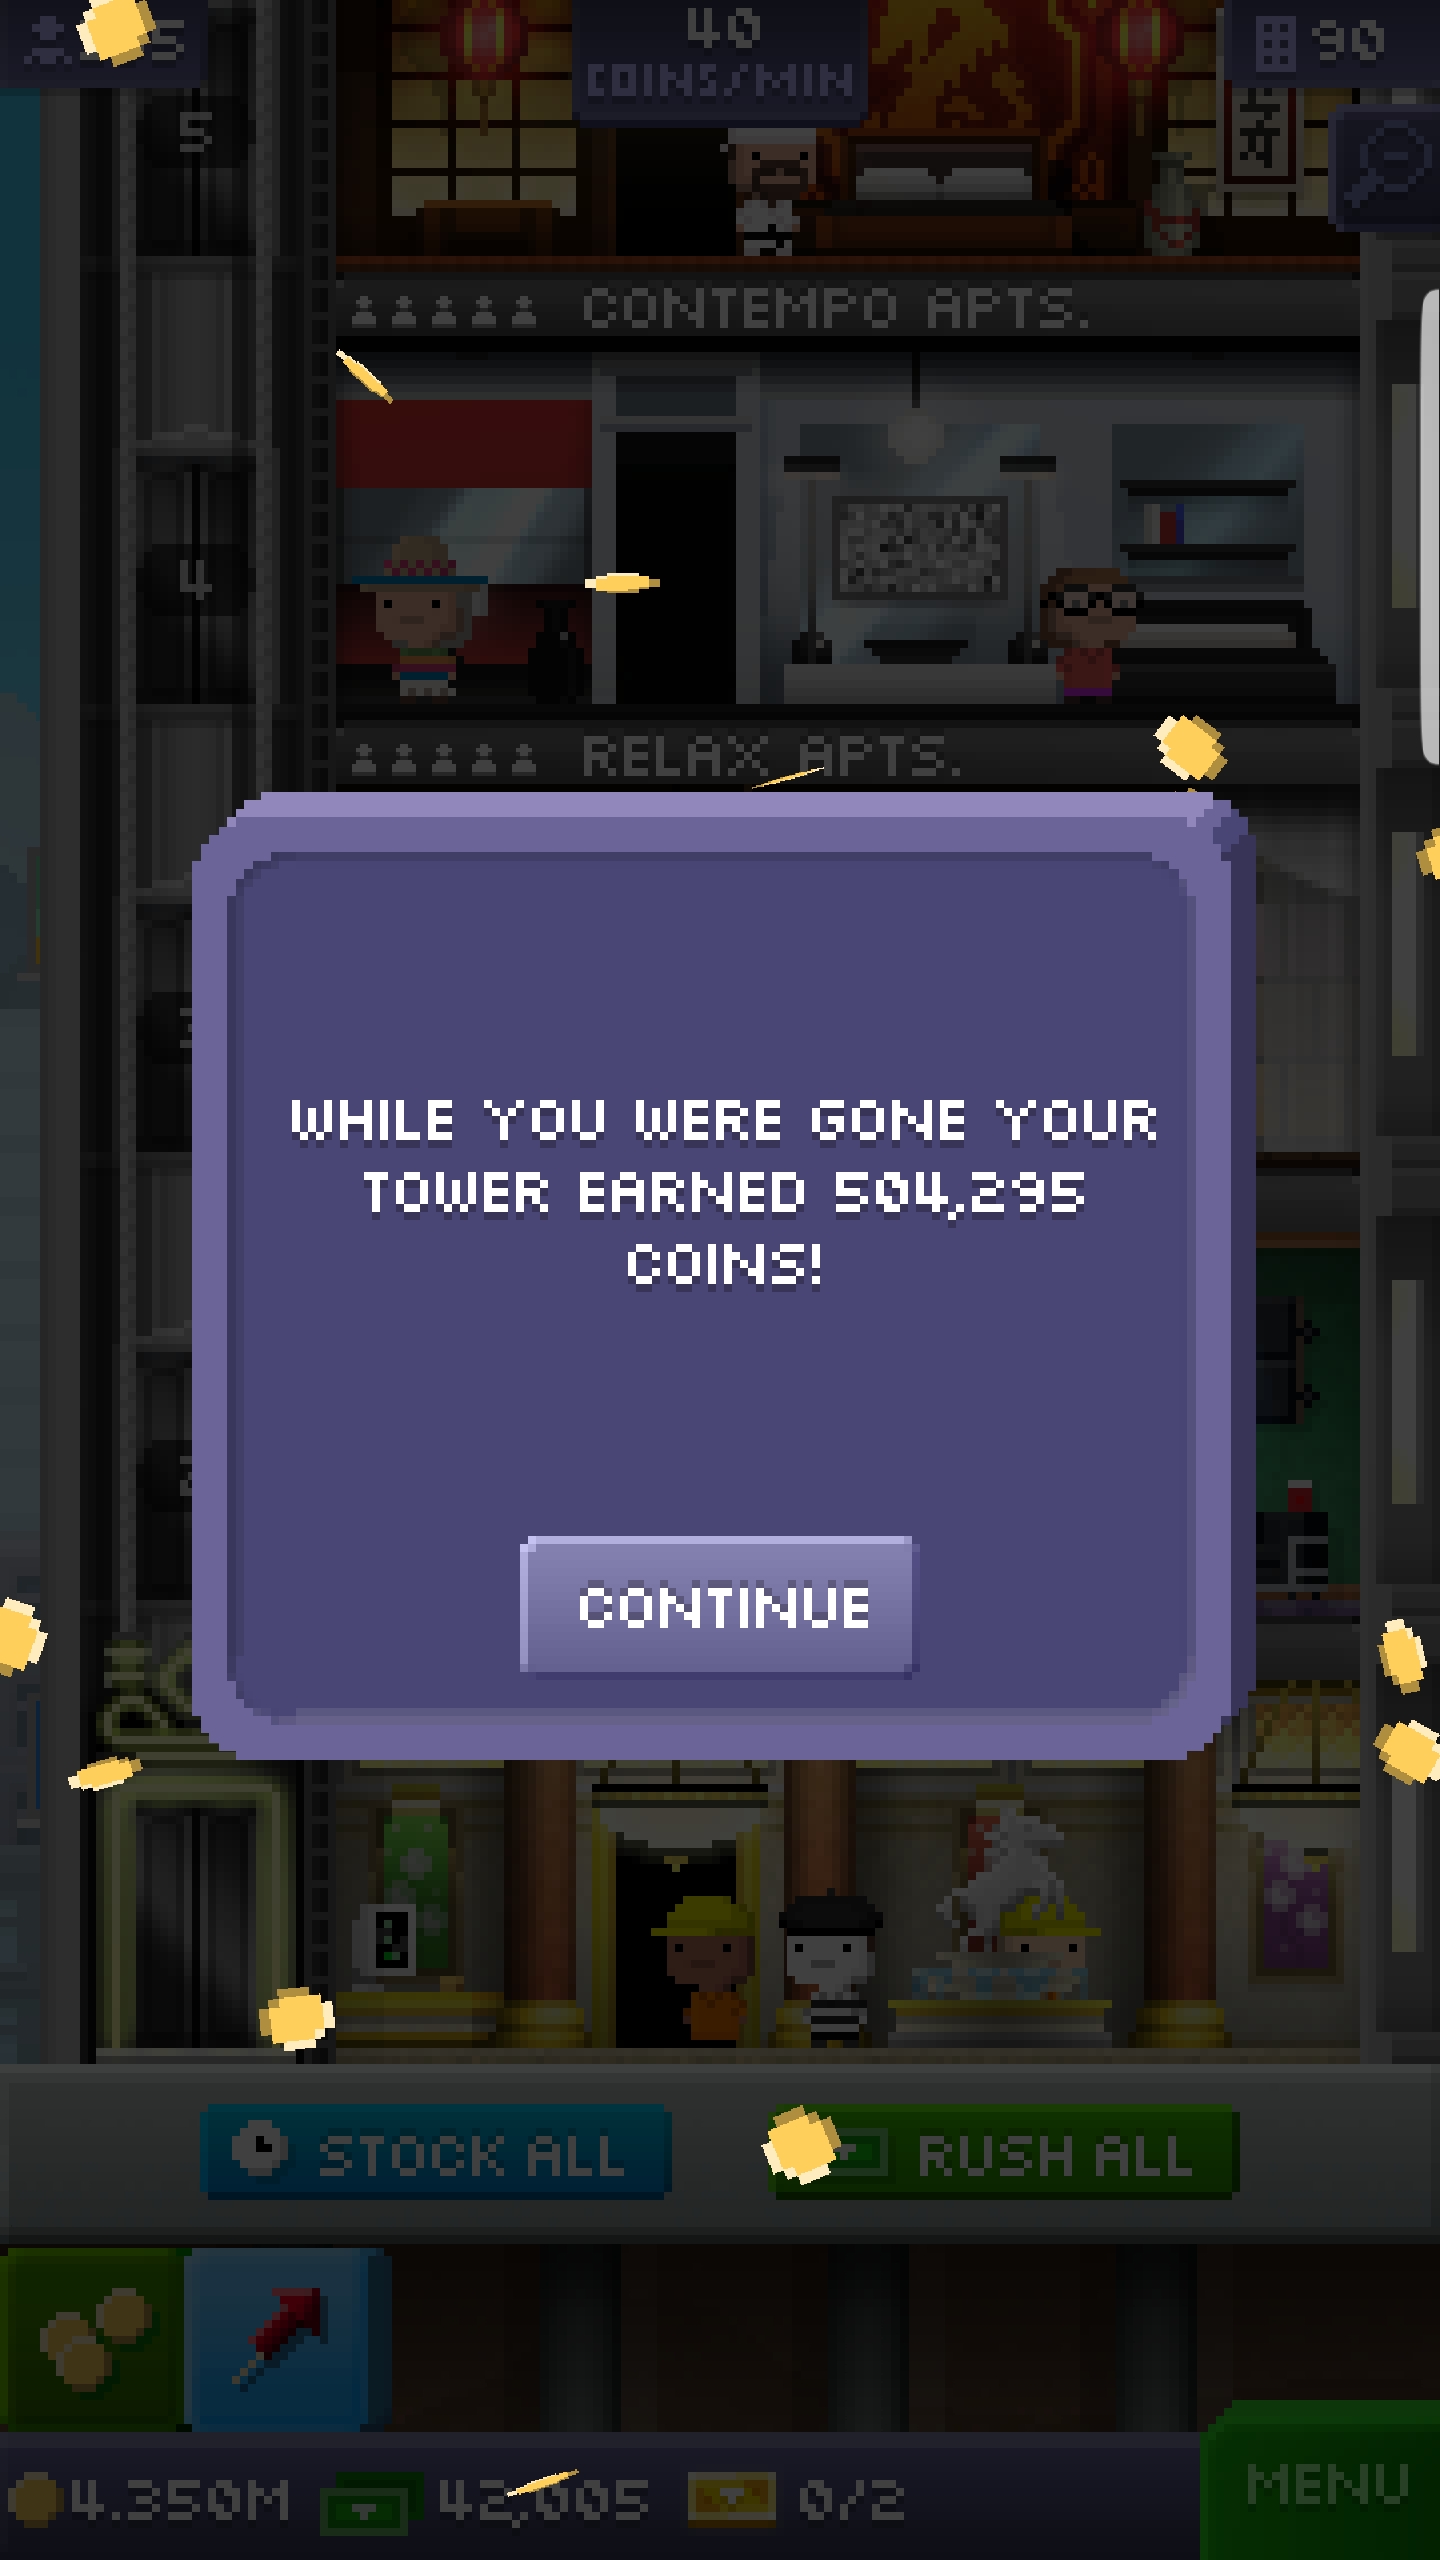 5
40
COINS/MIN
90
5
CONTEMPO APTS.
4
RELAX APTS.
WHILE YOU WERE GONE YOUR
TOWER EARNED 504,295
COINS!
CONTINUE
STOCK ALL
RUSH ALL
4.350M
42,005
0/2
MENU